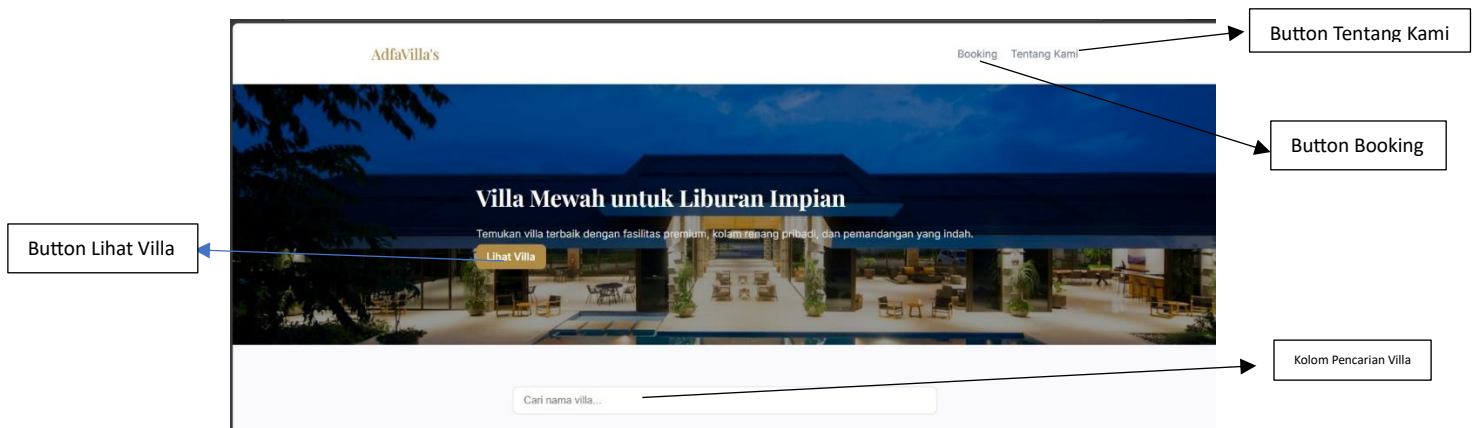 Button Tentang Kami
AdfaVilla's
Booking Tentang Kami
Button Booking
Villa Mewah untuk Liburan Impian
Temukan villa terbaik dengan fasilitas premium, kolam renang pribadi, dan pemandangan yang indah.
Button Lihat Villa
Lihat Villa
Kolom Pencarian Villa
Cari nama villa...